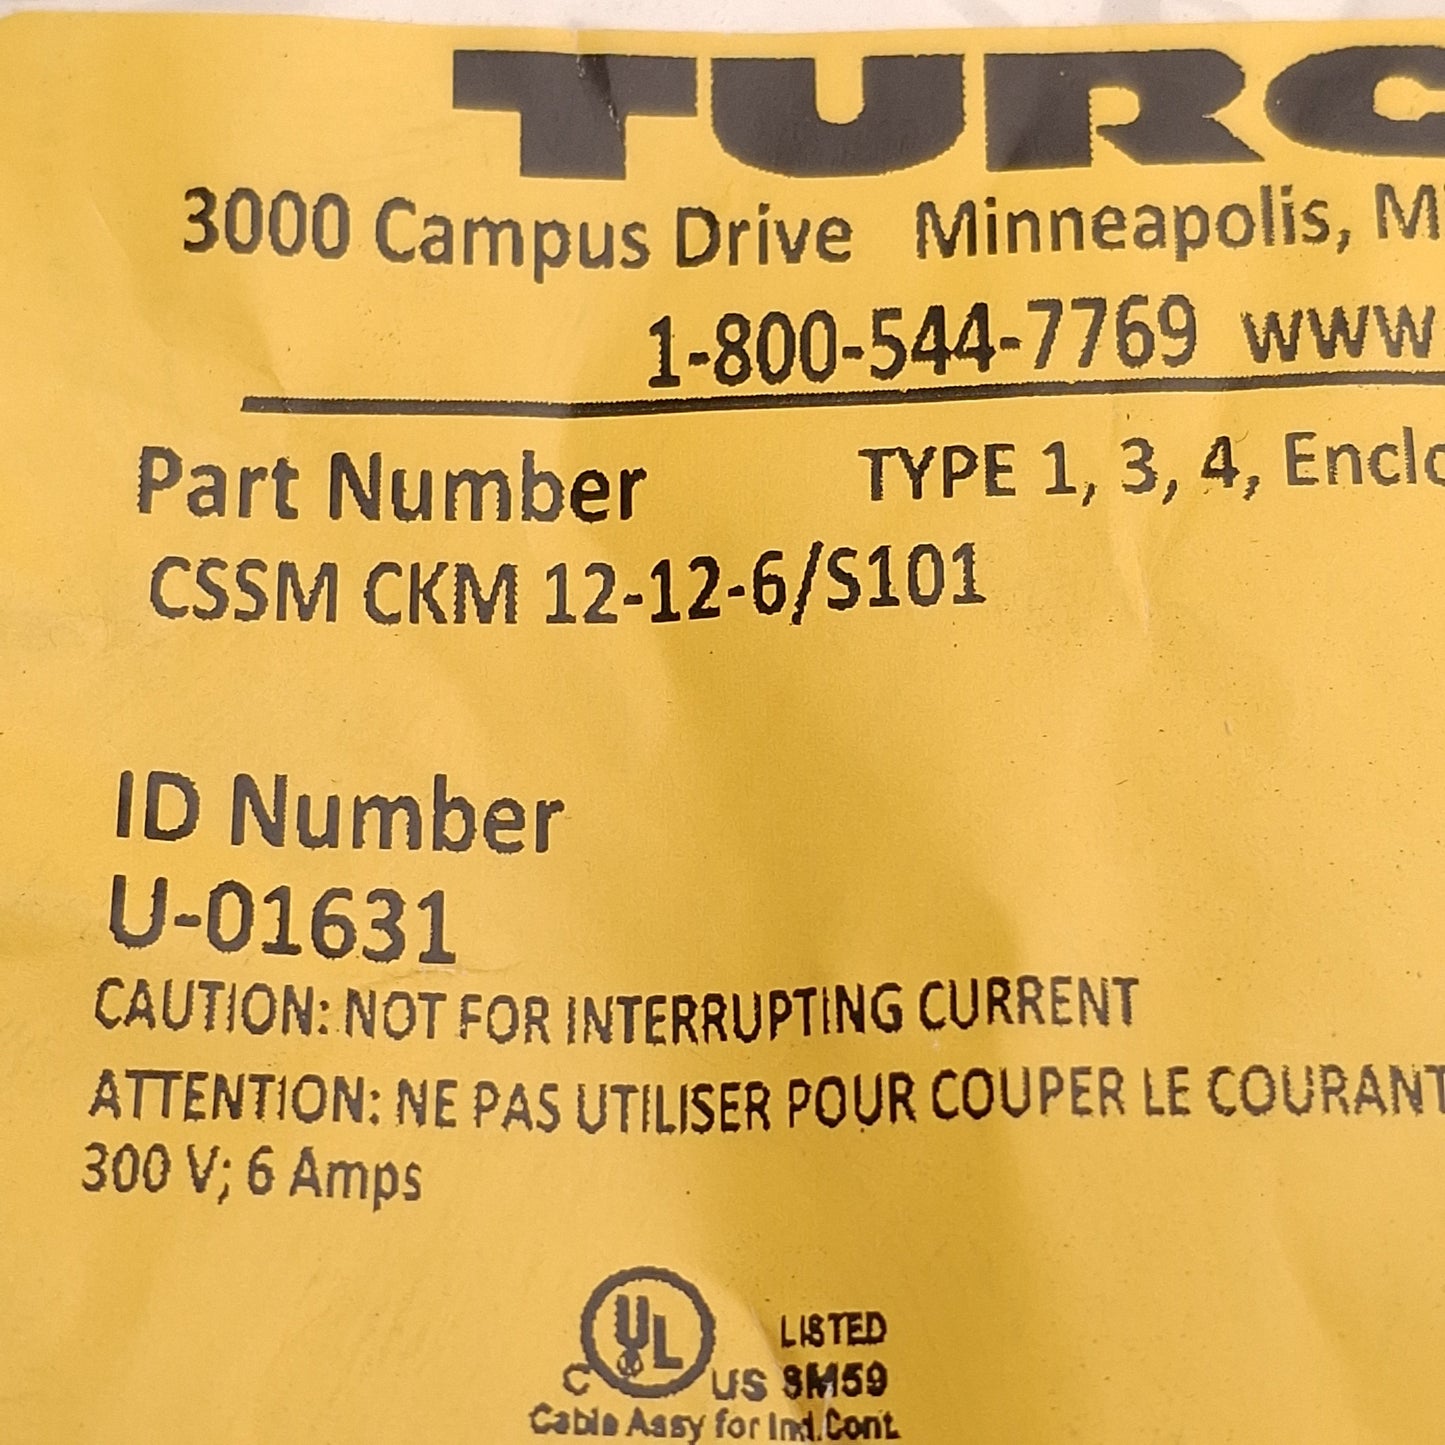 TURC
3000 Campus Drive Minneapolis, M
1-800-544-7769 www
Part Number TYPE 1, 3, 4, Enclo
CSSM CKM 12-12-6/S101
ID Number
U-01631
CAUTION: NOT FOR INTERRUPTING CURRENT
ATTENTION: NE PAS UTILISER POUR COUPER LE COURANT
300 V; 6 Amps
UL LISTED
C US 8M59
Cable Assy for Ind.Cont.